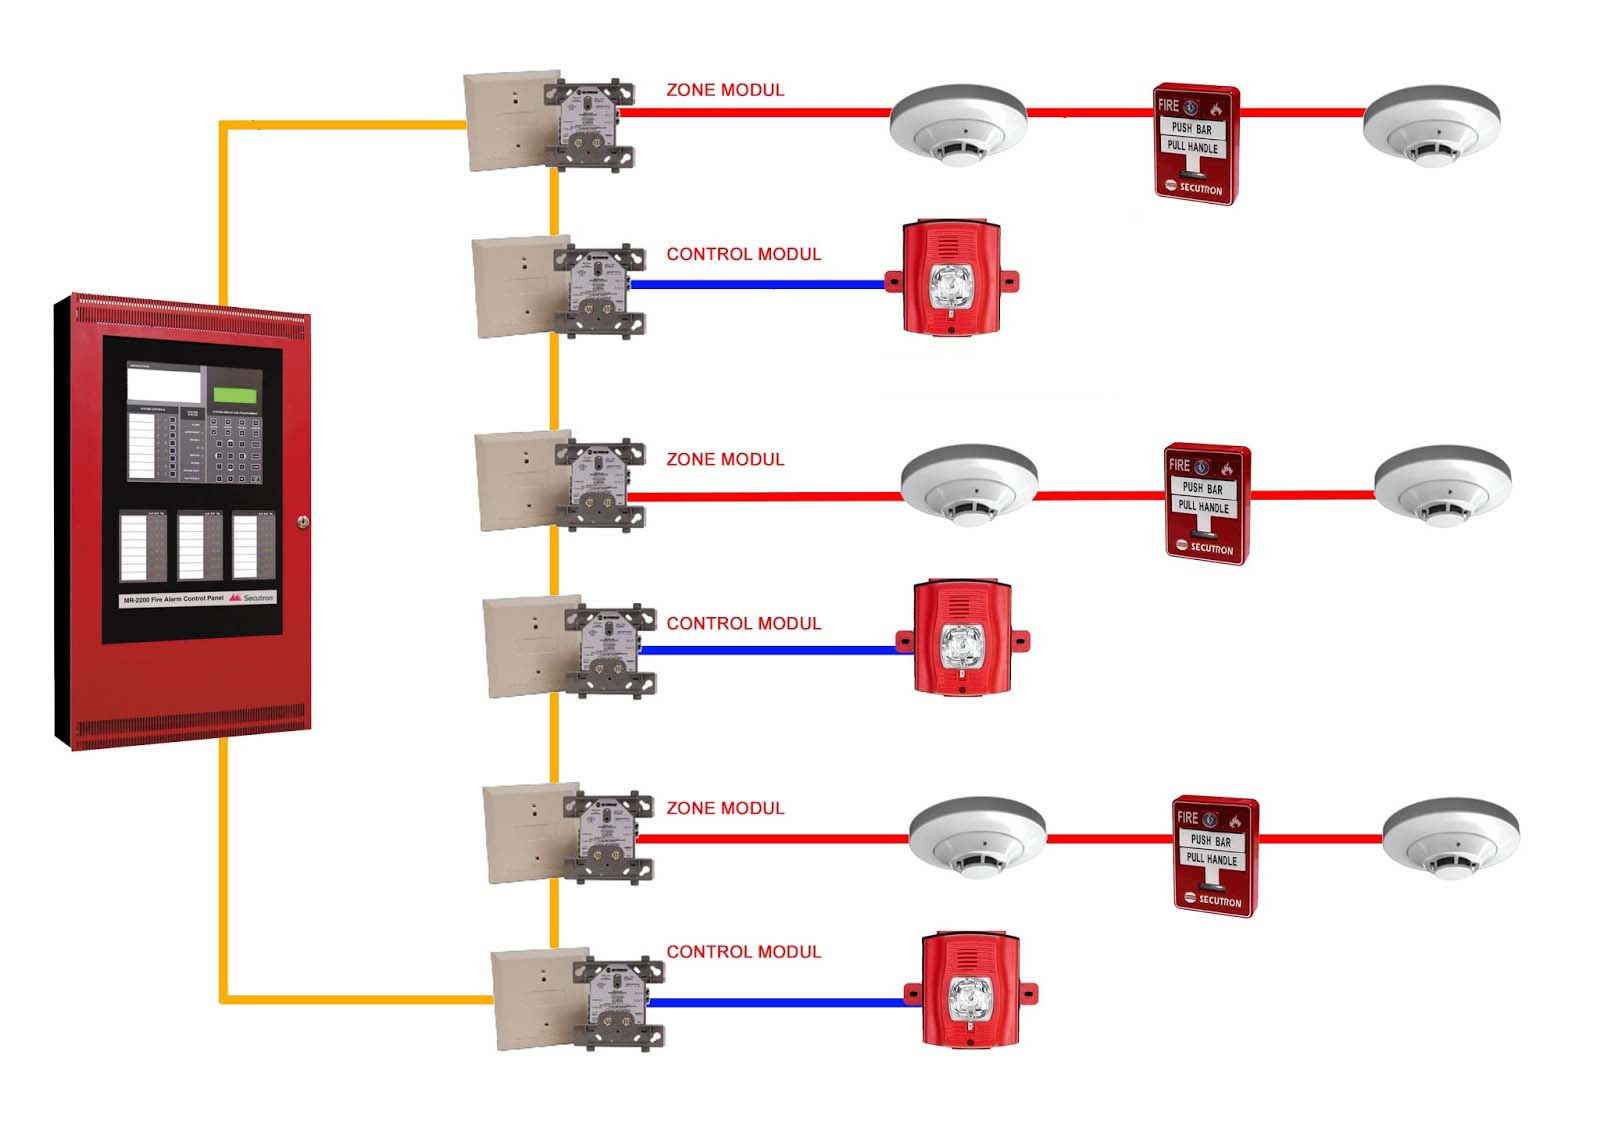 ZONE MODUL
FIRE
PUSH BAR
PULL HANDLE
SECUTRON
CONTROL MODUL
MR-2200 Fire Alarm Control Panel Secutron
ZONE MODUL
FIRE
PUSH BAR
PULL HANDLE
SECUTRON
CONTROL MODUL
ZONE MODUL
FIRE
PUSH BAR
PULL HANDLE
SECUTRON
CONTROL MODUL